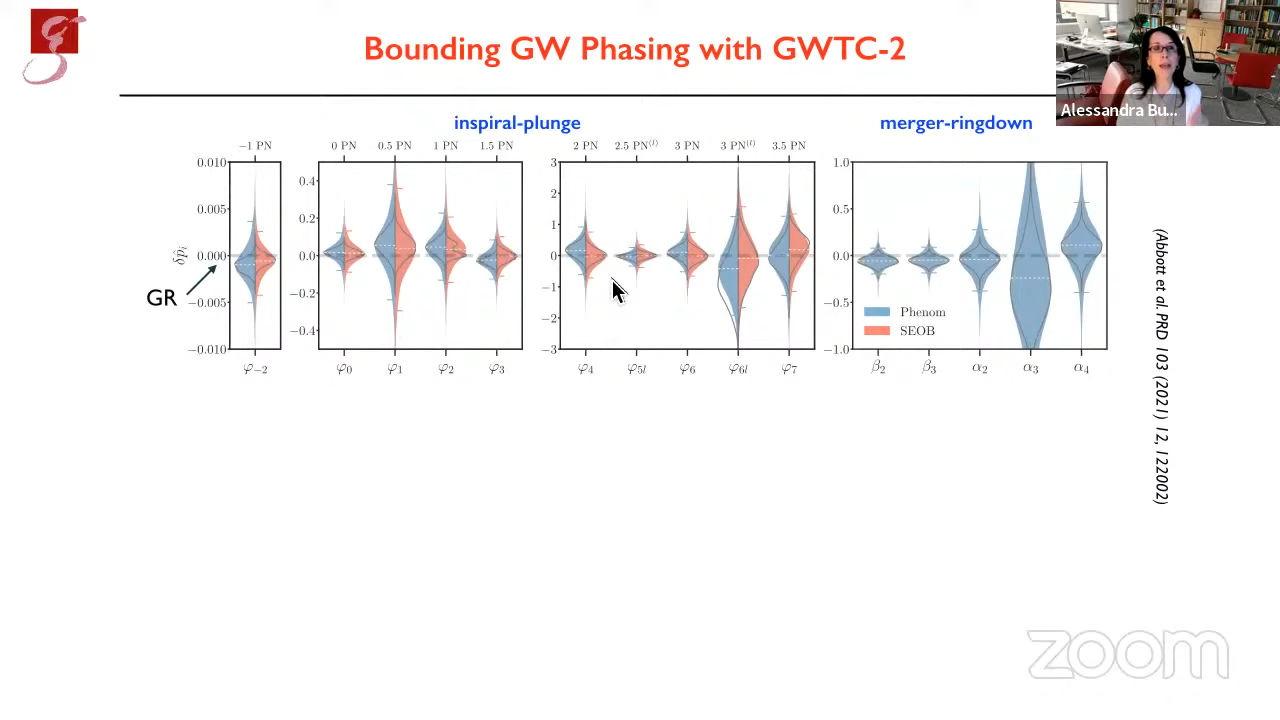 Bounding GW Phasing with GWTC-2
Alessandra Bu...
inspiral-plunge
merger-ringdown
−1 PN
0 PN 0.5 PN 1 PN 1.5 PN
2 PN 2.5 PN(l) 3 PN 3 PN(l) 3.5 PN
0.010
0.005
0.000
−0.005
−0.010
δp̂i
GR
0.4
0.2
0.0
−0.2
−0.4
3
2
1
0
−1
−2
−3
1.0
0.5
0.0
−0.5
−1.0
Phenom
SEOB
φ−2
φ0 φ1 φ2 φ3
φ4 φ5l φ6 φ6l φ7
β2 β3 α2 α3 α4
(Abbott et al. PRD 103 (2021) 12, 122002)
zoom